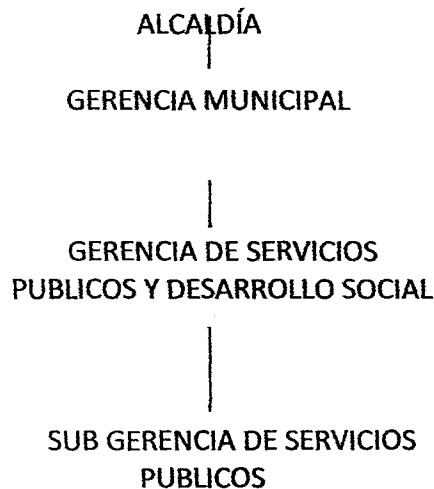 ALCALDÍA
GERENCIA MUNICIPAL
GERENCIA DE SERVICIOS
PUBLICOS Y DESARROLLO SOCIAL
SUB GERENCIA DE SERVICIOS
PUBLICOS